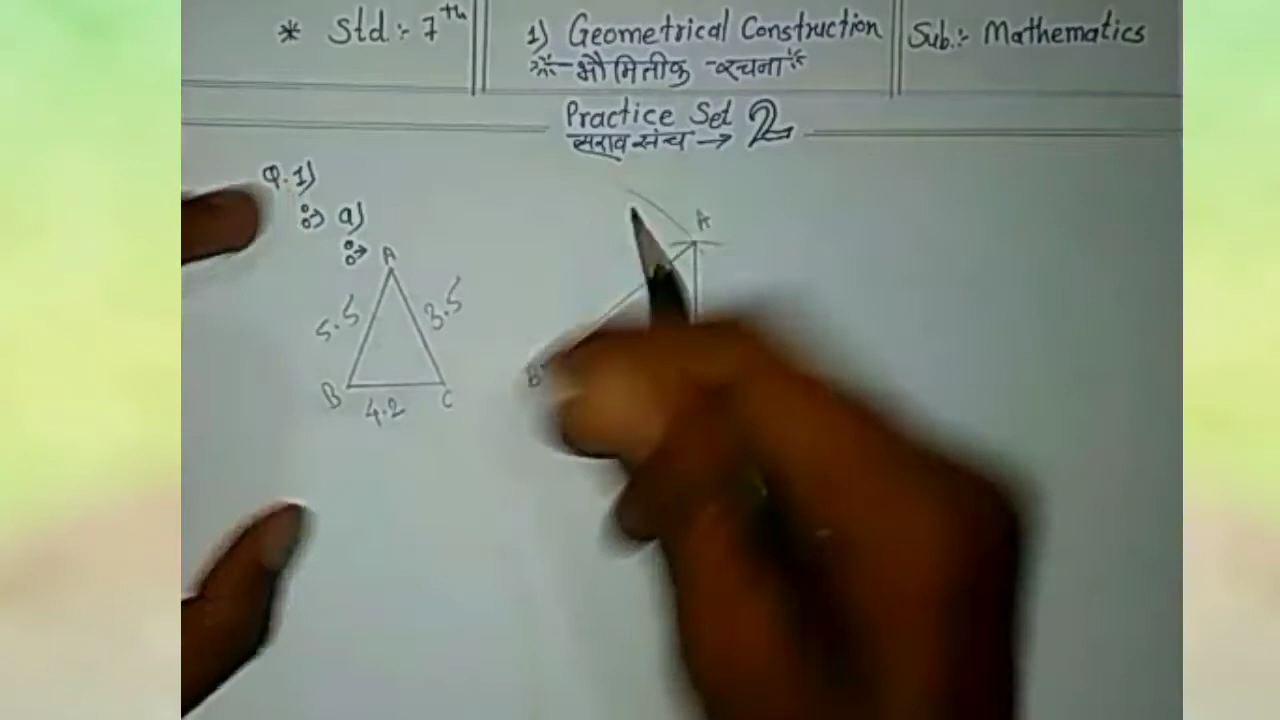 * Std :- 7th
1) Geometrical Construction
भौमितीक रचना
Sub.:- Mathematics
Practice Set 2
सराव संच →
Q.1)
a)
A
5.5 3.5
B C
4.2
A
B